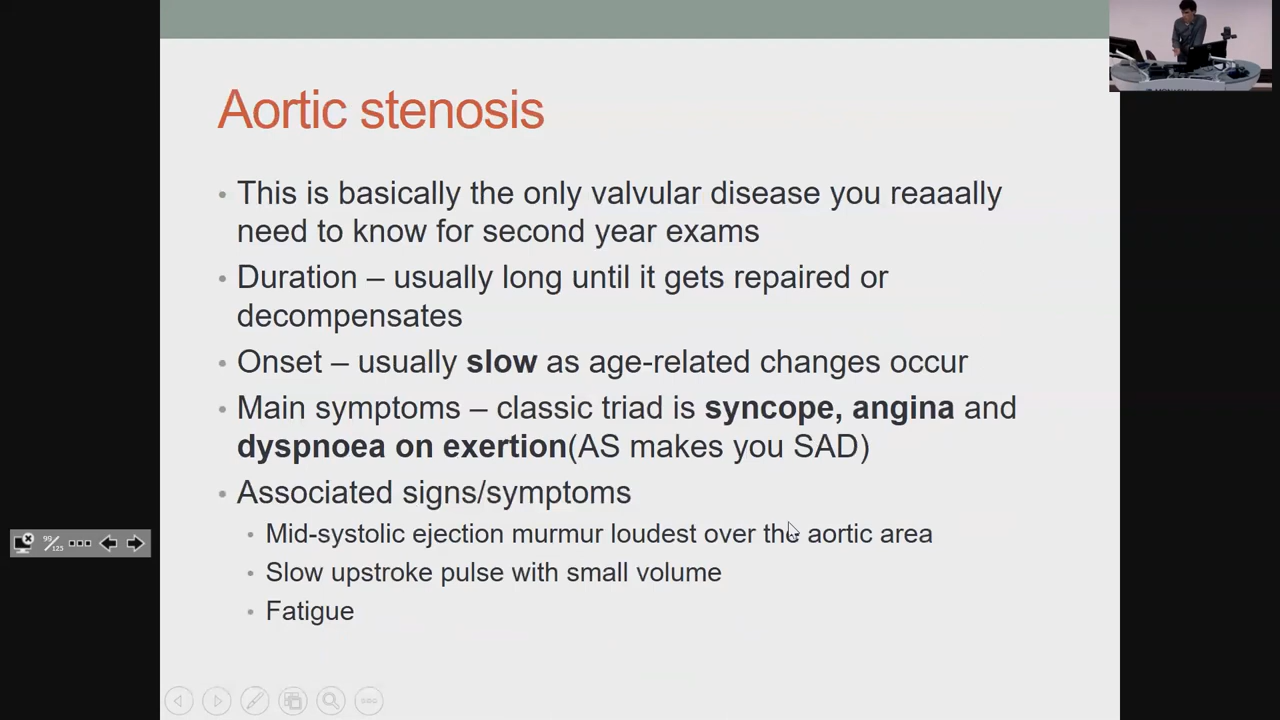 Aortic stenosis
• This is basically the only valvular disease you reaaally
need to know for second year exams
• Duration – usually long until it gets repaired or
decompensates
• Onset – usually slow as age-related changes occur
• Main symptoms – classic triad is syncope, angina and
dyspnoea on exertion(AS makes you SAD)
• Associated signs/symptoms
• Mid-systolic ejection murmur loudest over the aortic area
• Slow upstroke pulse with small volume
• Fatigue
99/125